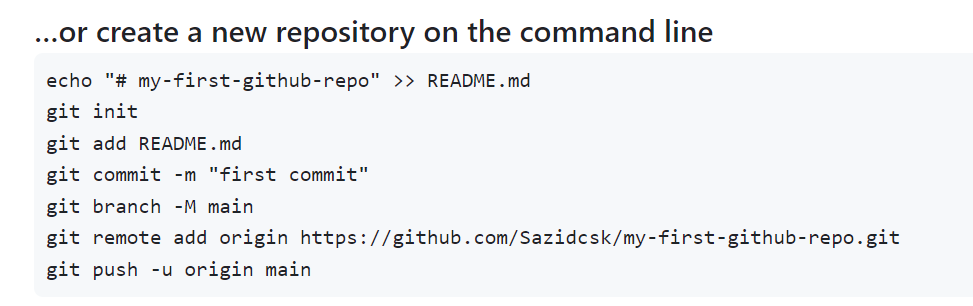 ...or create a new repository on the command line
echo "# my-first-github-repo" >> README.md
git init
git add README.md
git commit -m "first commit"
git branch -M main
git remote add origin https://github.com/Sazidcsk/my-first-github-repo.git
git push -u origin main